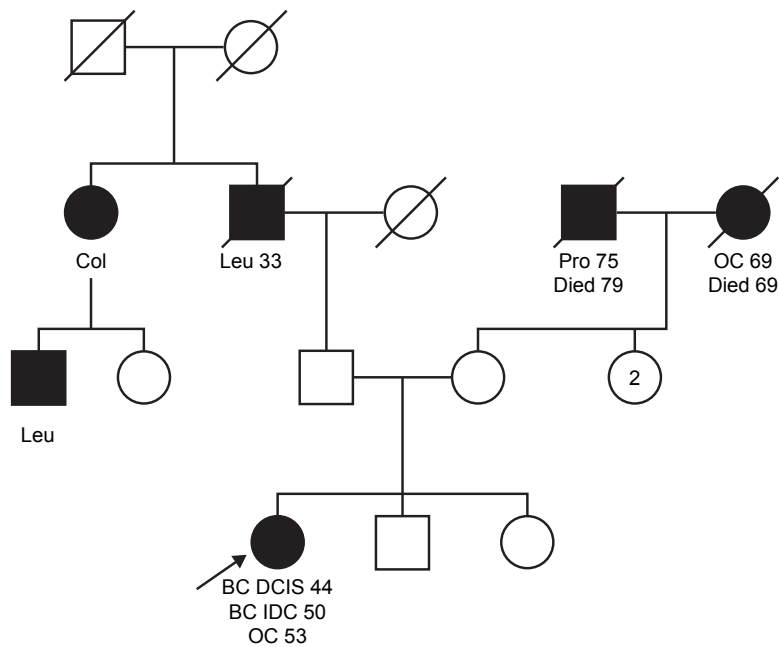 Col
Leu 33
Pro 75
Died 79
OC 69
Died 69
2
Leu
BC DCIS 44
BC IDC 50
OC 53